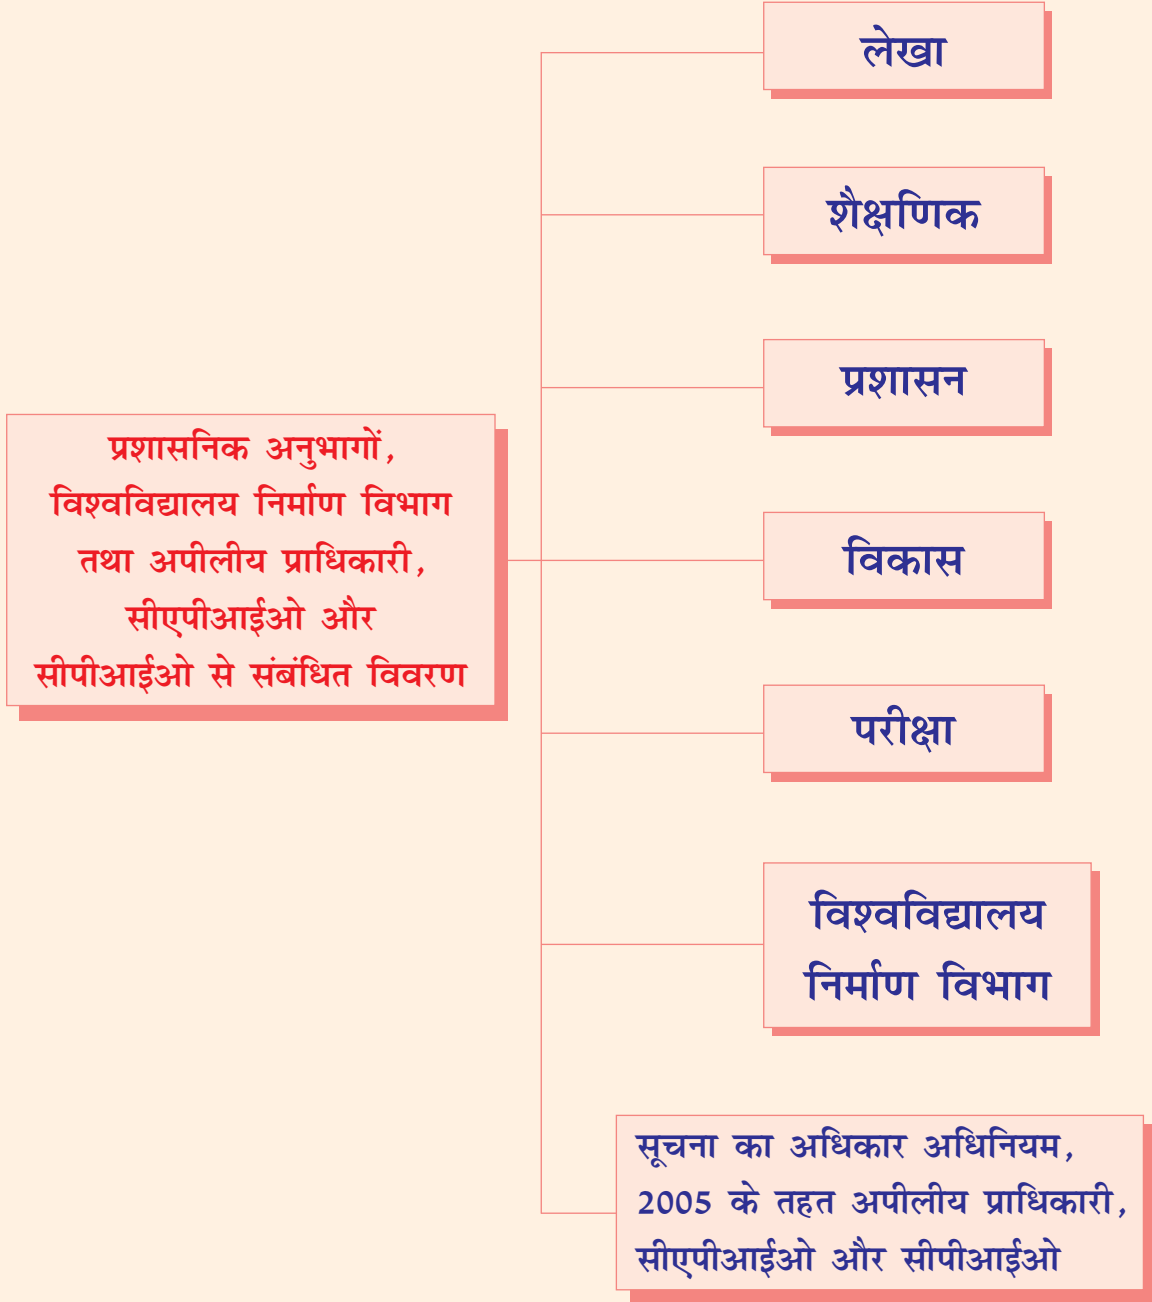 लेखा
शैक्षणिक
प्रशासन
प्रशासनिक अनुभागों,
विश्वविद्यालय निर्माण विभाग
तथा अपीलीय प्राधिकारी,
सीएपीआईओ और
सीपीआईओ से संबंधित विवरण
विकास
परीक्षा
विश्वविद्यालय
निर्माण विभाग
सूचना का अधिकार अधिनियम,
2005 के तहत अपीलीय प्राधिकारी,
सीएपीआईओ और सीपीआईओ